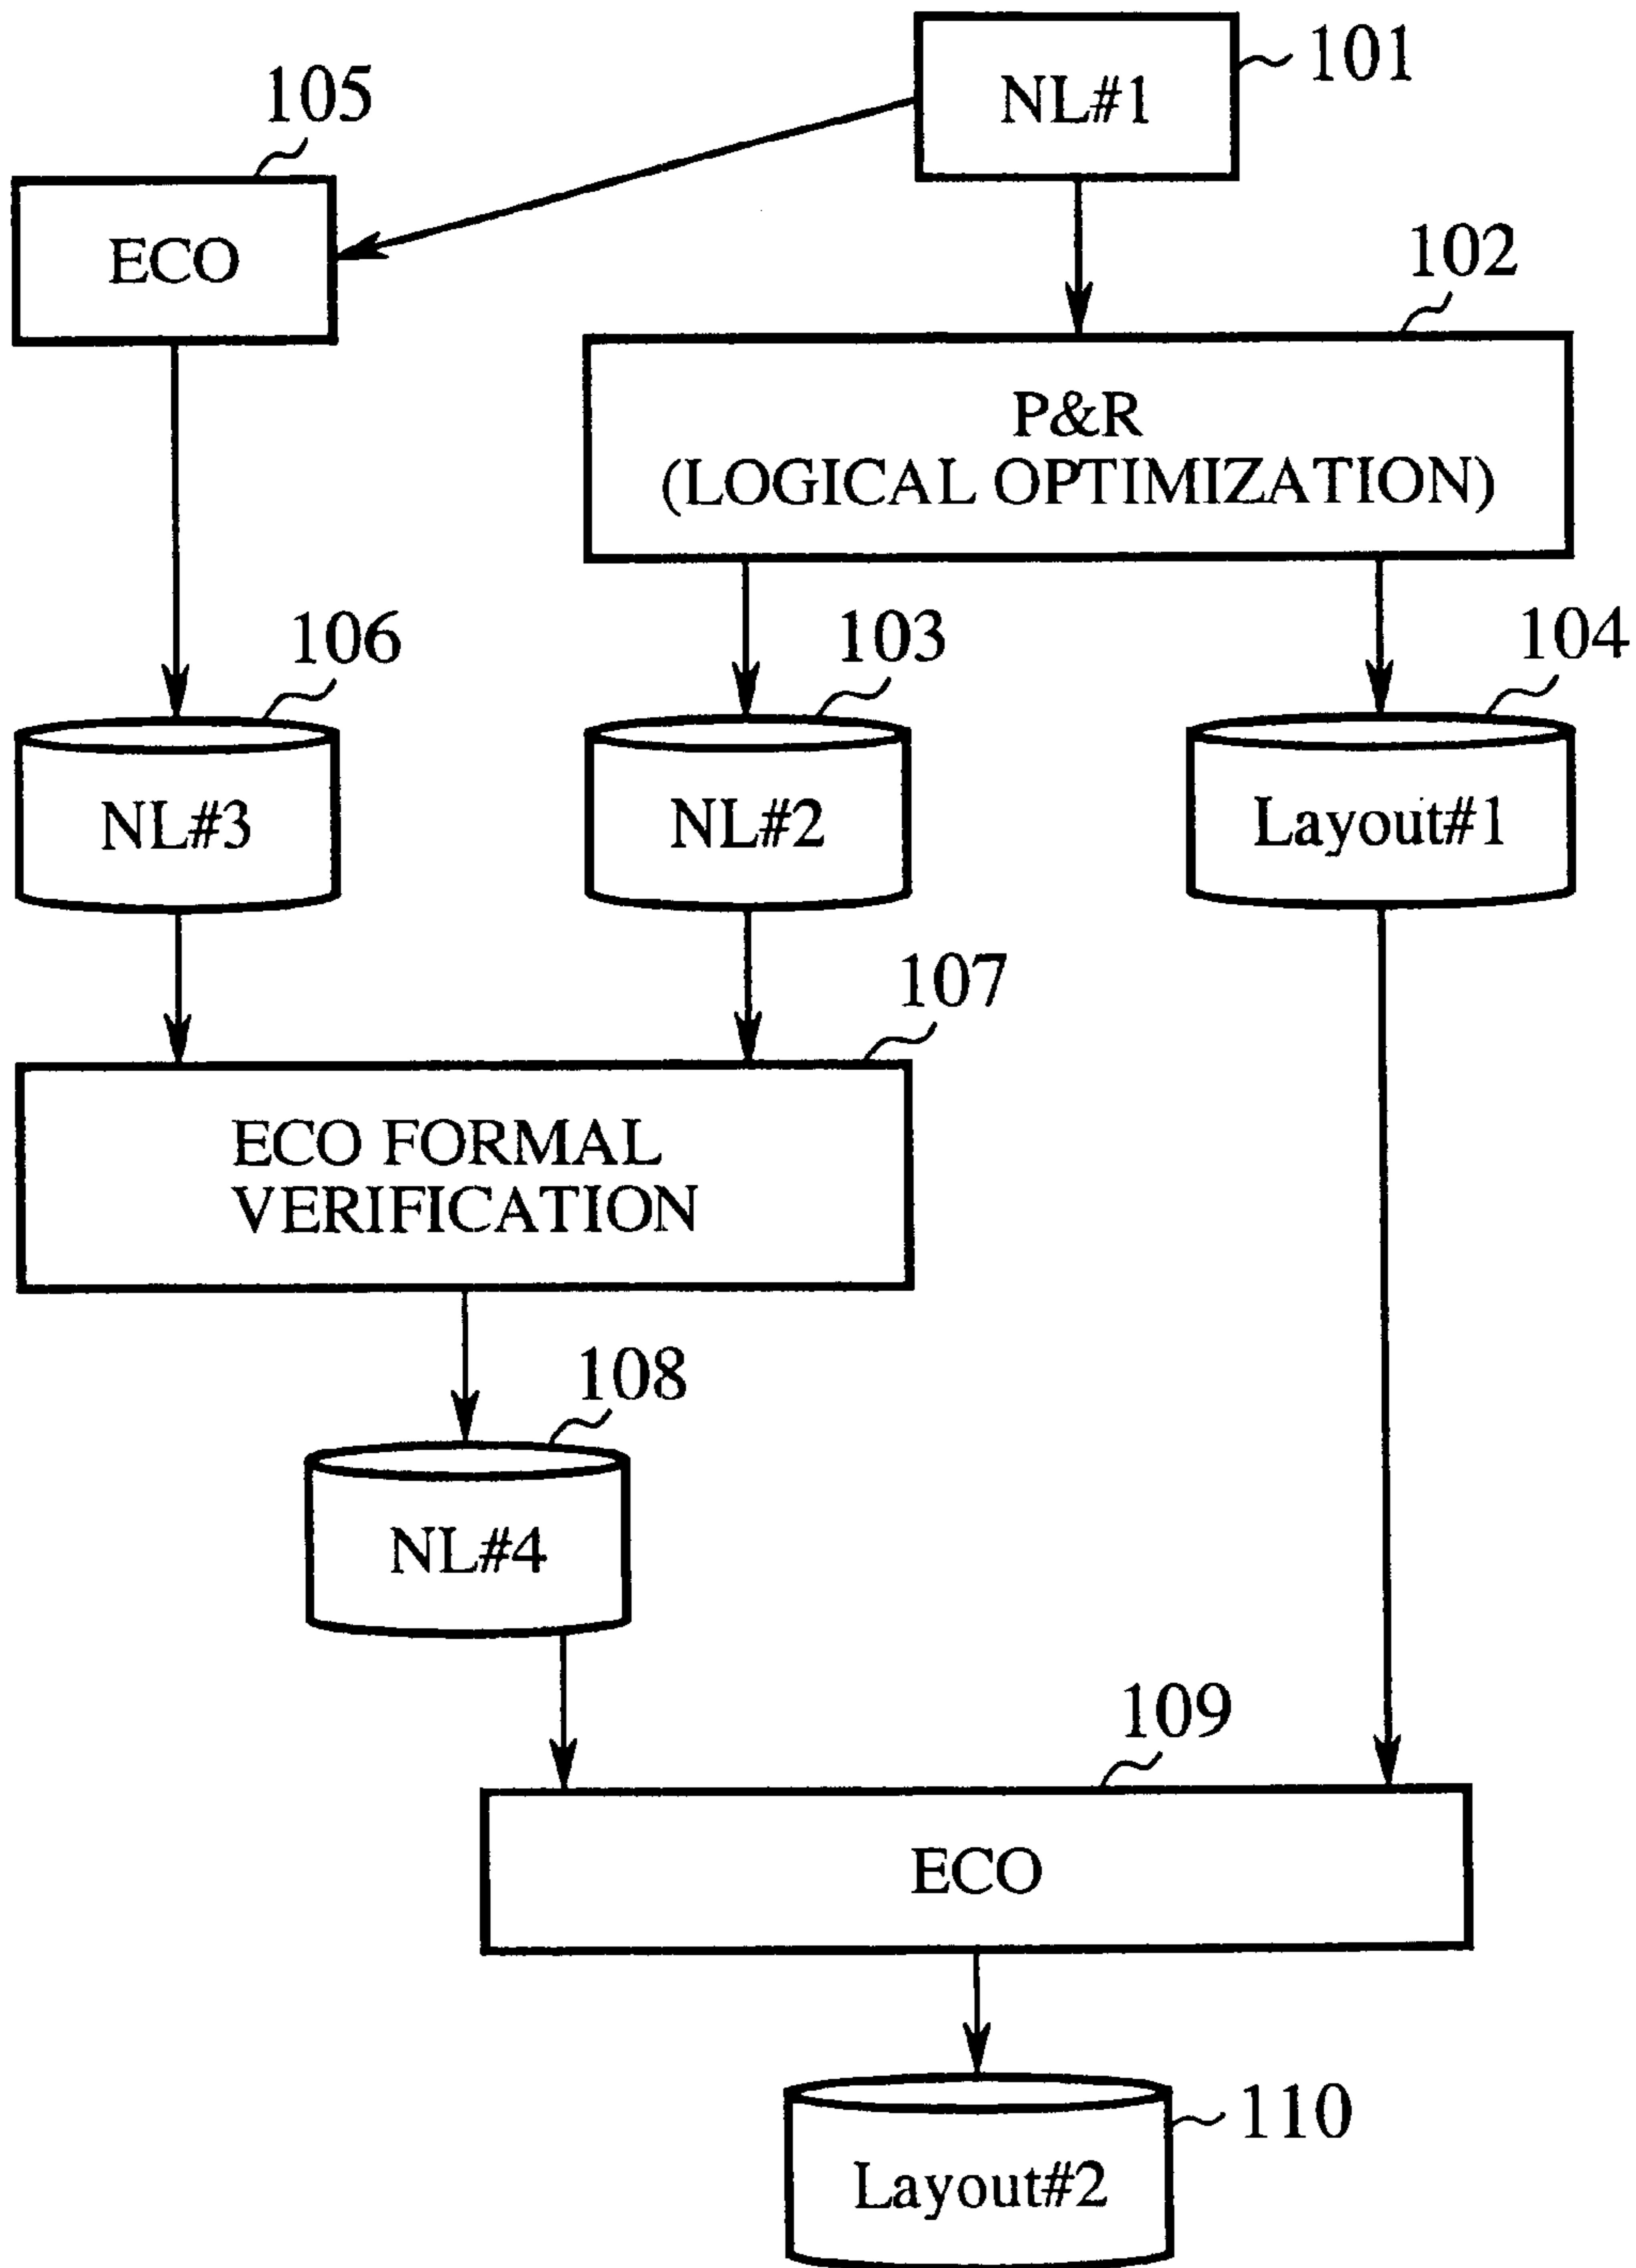 101
NL#1
105
ECO
102
P&R
(LOGICAL OPTIMIZATION)
106
103
104
NL#3
NL#2
Layout#1
107
ECO FORMAL
VERIFICATION
108
NL#4
109
ECO
110
Layout#2